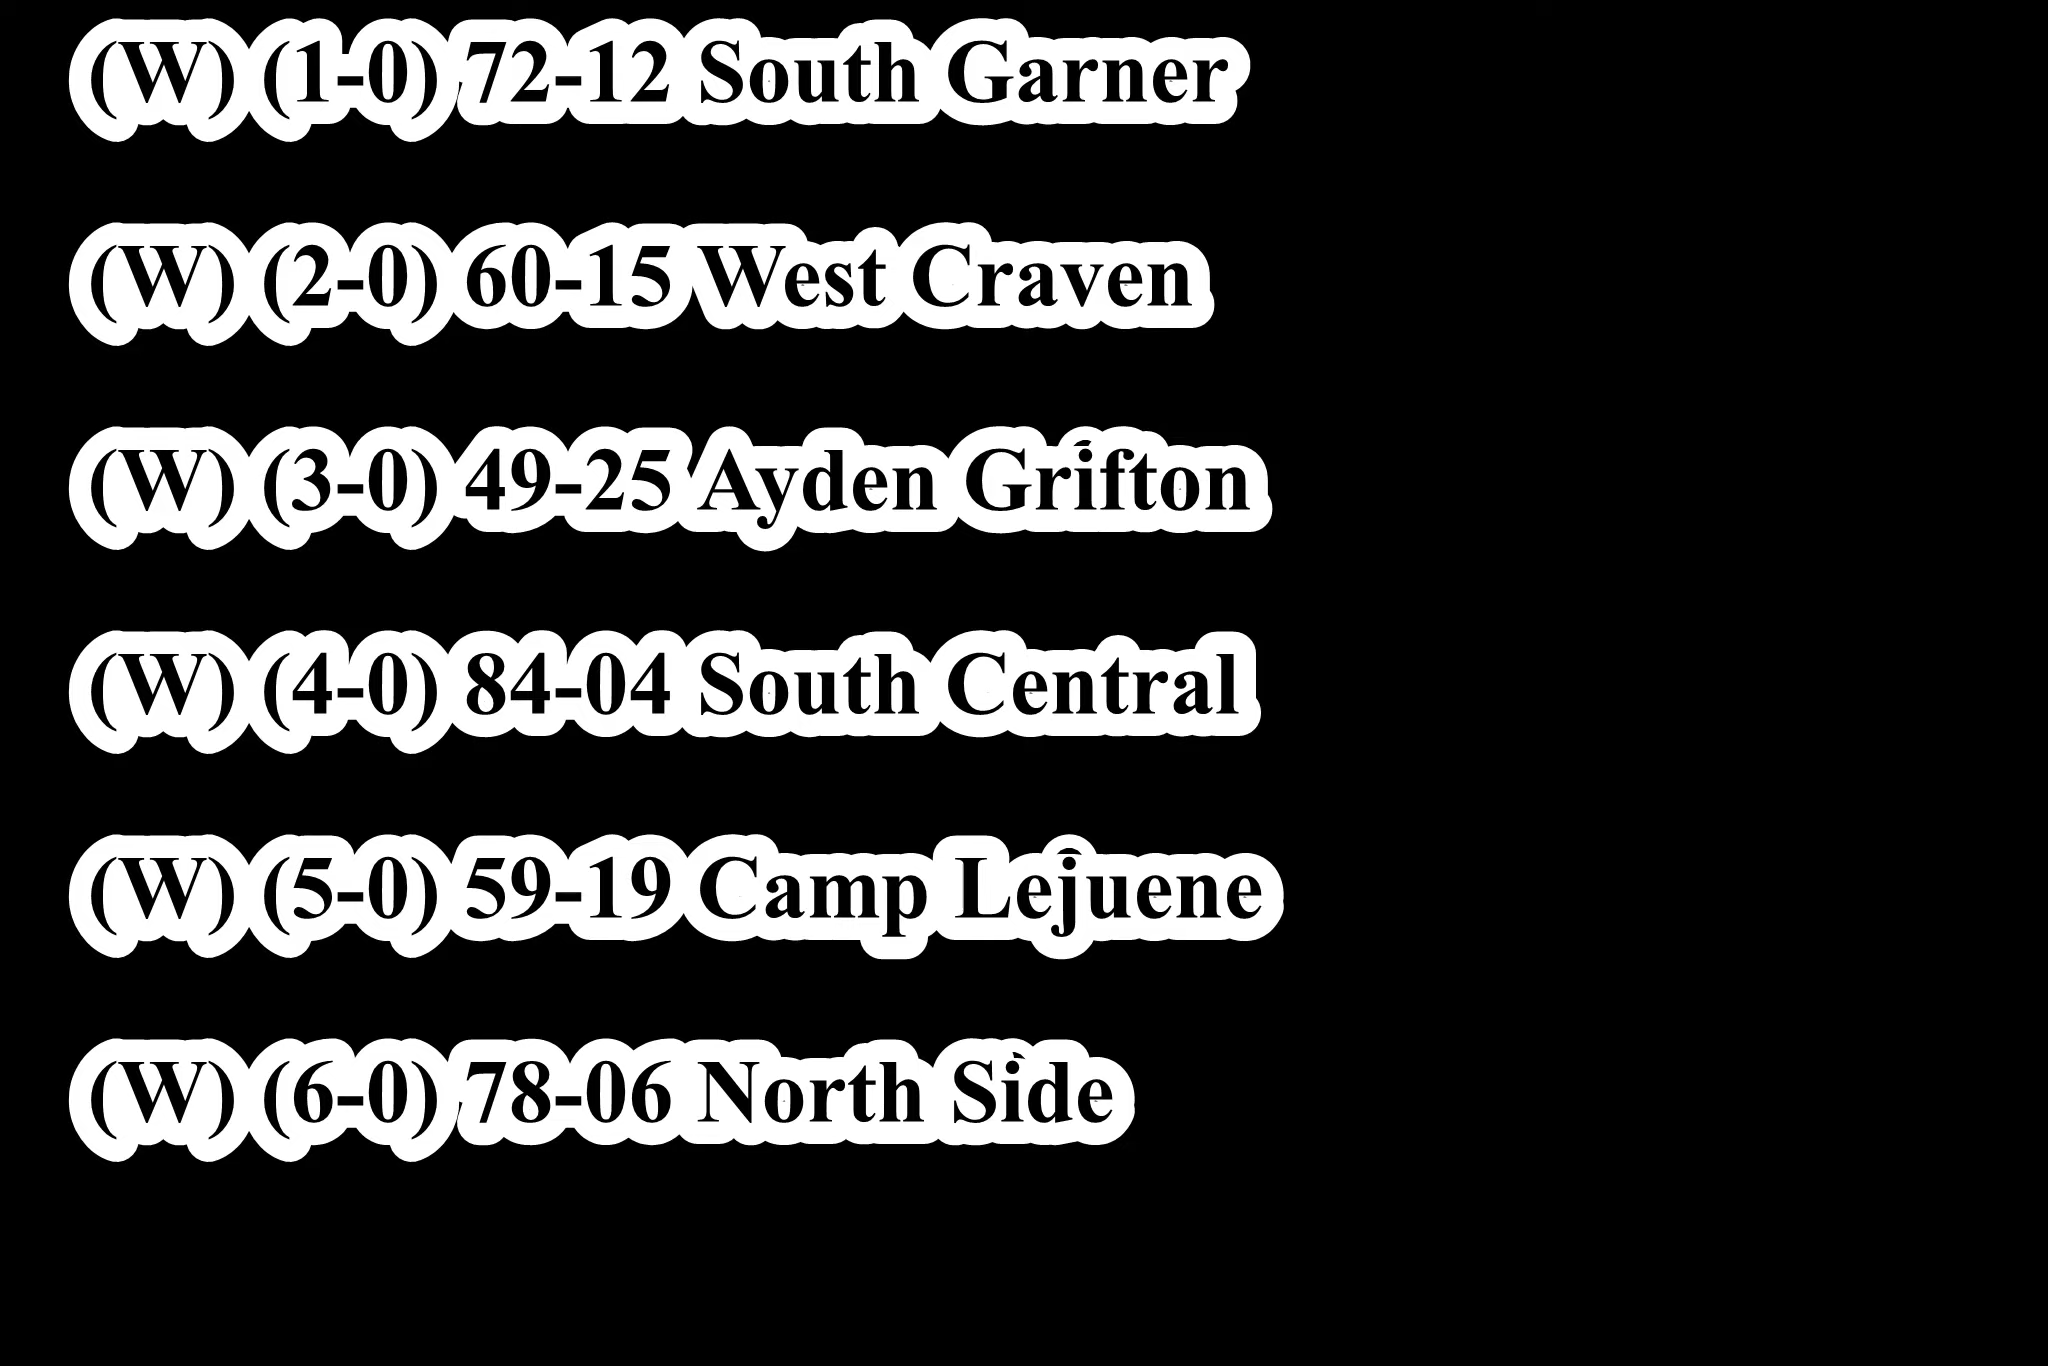 (W) (1-0) 72-12 South Garner
(W) (2-0) 60-15 West Craven
(W) (3-0) 49-25 Ayden Grifton
(W) (4-0) 84-04 South Central
(W) (5-0) 59-19 Camp Lejuene
(W) (6-0) 78-06 North Side